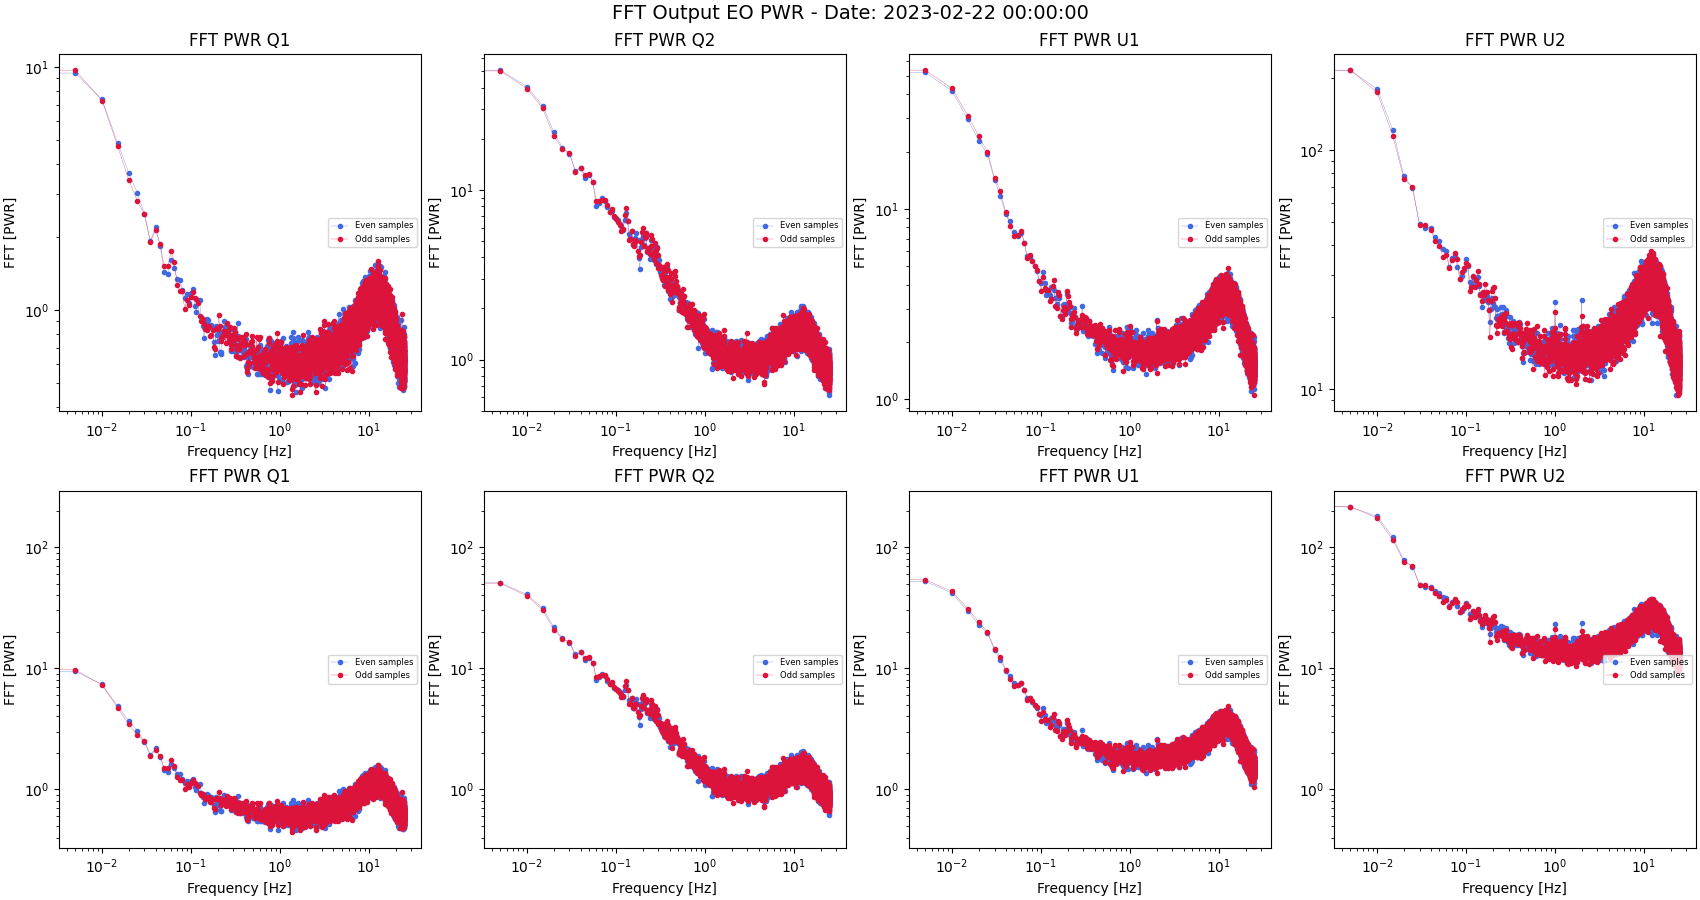 FFT Output EO PWR - Date: 2023-02-22 00:00:00
FFT PWR Q1
FFT [PWR]
10¹
10⁰
Even samples
Odd samples
10⁻² 10⁻¹ 10⁰ 10¹
Frequency [Hz]
FFT PWR Q2
FFT [PWR]
10¹
10⁰
Even samples
Odd samples
10⁻² 10⁻¹ 10⁰ 10¹
Frequency [Hz]
FFT PWR U1
FFT [PWR]
10¹
10⁰
Even samples
Odd samples
10⁻² 10⁻¹ 10⁰ 10¹
Frequency [Hz]
FFT PWR U2
FFT [PWR]
10²
10¹
Even samples
Odd samples
10⁻² 10⁻¹ 10⁰ 10¹
Frequency [Hz]
FFT PWR Q1
FFT [PWR]
10²
10¹
10⁰
Even samples
Odd samples
10⁻² 10⁻¹ 10⁰ 10¹
Frequency [Hz]
FFT PWR Q2
FFT [PWR]
10²
10¹
10⁰
Even samples
Odd samples
10⁻² 10⁻¹ 10⁰ 10¹
Frequency [Hz]
FFT PWR U1
FFT [PWR]
10²
10¹
10⁰
Even samples
Odd samples
10⁻² 10⁻¹ 10⁰ 10¹
Frequency [Hz]
FFT PWR U2
FFT [PWR]
10²
10¹
10⁰
Even samples
Odd samples
10⁻² 10⁻¹ 10⁰ 10¹
Frequency [Hz]